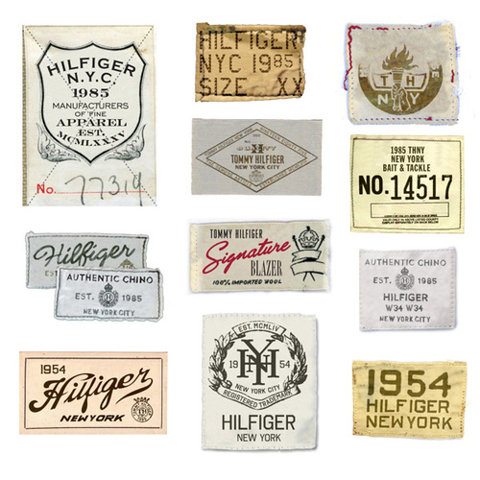 HILFIGER
N.Y.C.
1985
MANUFACTURERS
OF FINE
APPAREL
EST.
MCMLXXXV
No. 77314
HILFIGER
NYC 1985
SIZE XX
T H
N Y
H
QUALITY
TOMMY HILFIGER
NEW YORK CITY
1985 THNY
NEW YORK
BAIT & TACKLE
NO. 14517
Hilfiger
AUTHENTIC CHINO
EST. 1985
NEW YORK CITY
TOMMY HILFIGER
Signature
BLAZER
100% IMPORTED WOOL
AUTHENTIC CHINO
EST. 1985
HILFIGER
W34 W34
NEW YORK CITY
1954
Hilfiger
NEW YORK
EST. MCMLIV
19 NYH 54
NEW YORK CITY
REGISTERED TRADEMARK
HILFIGER
NEW YORK
1954
HILFIGER
NEW YORK